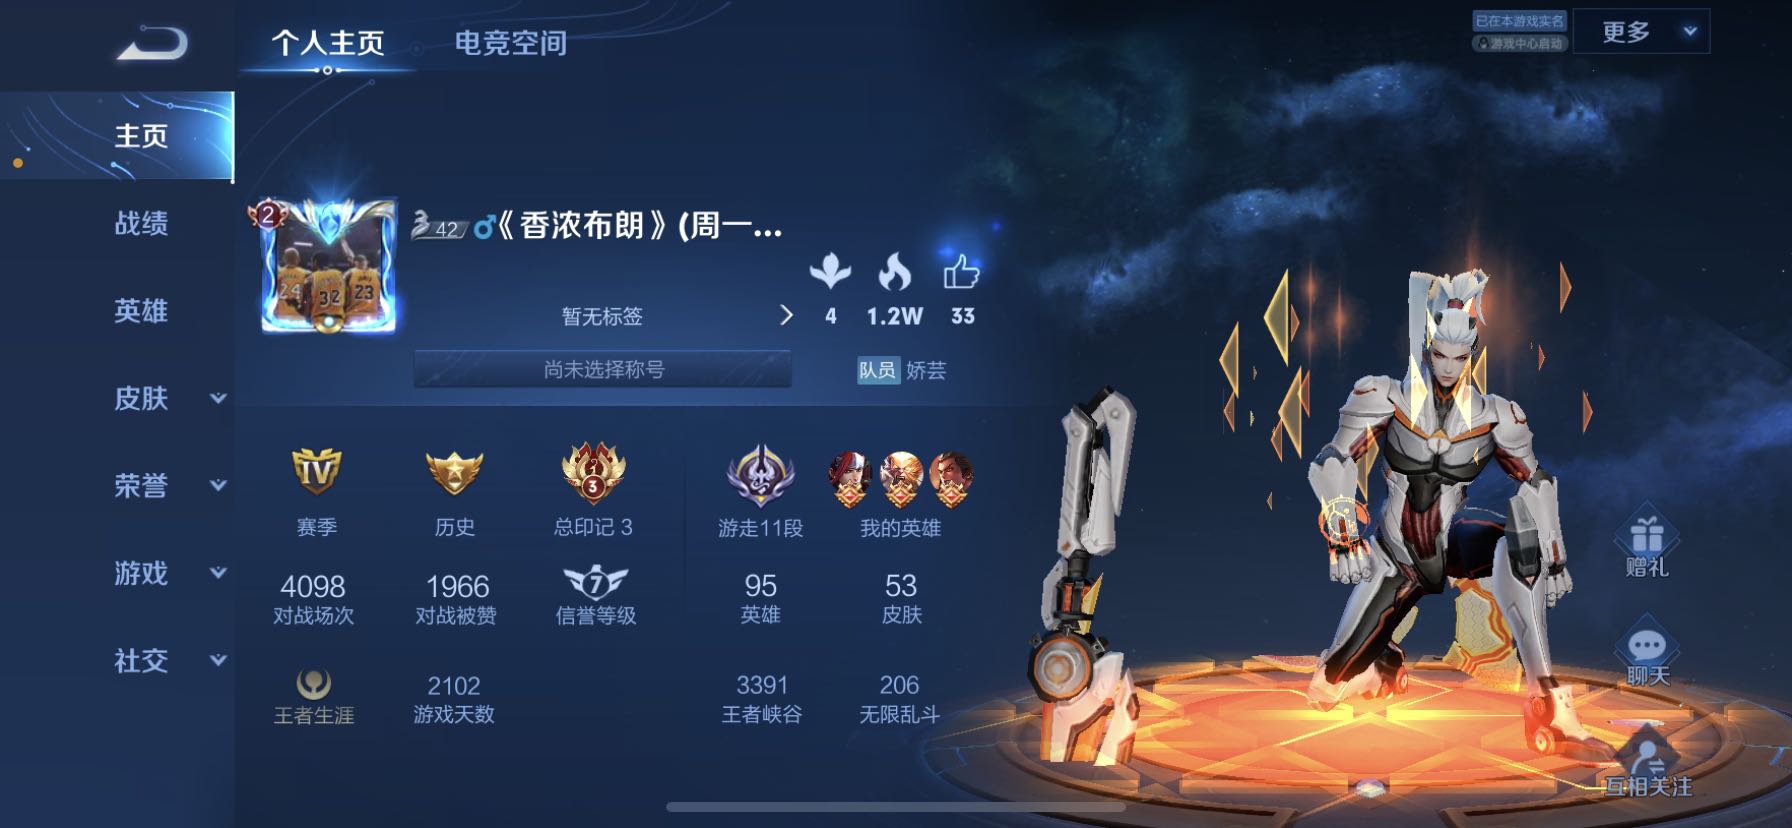 个人主页
电竞空间
已在本游戏实名
游戏中心启动
更多
主页
战绩
英雄
皮肤
荣誉
游戏
社交
2
42
《香浓布朗》(周一...
24
32
23
暂无标签
4
1.2W
33
尚未选择称号
队员 娇芸
IV
赛季
历史
3
总印记 3
游走11段
我的英雄
4098
对战场次
1966
对战被赞
7
信誉等级
95
英雄
53
皮肤
王者生涯
2102
游戏天数
3391
王者峡谷
206
无限乱斗
赠礼
聊天
互相关注